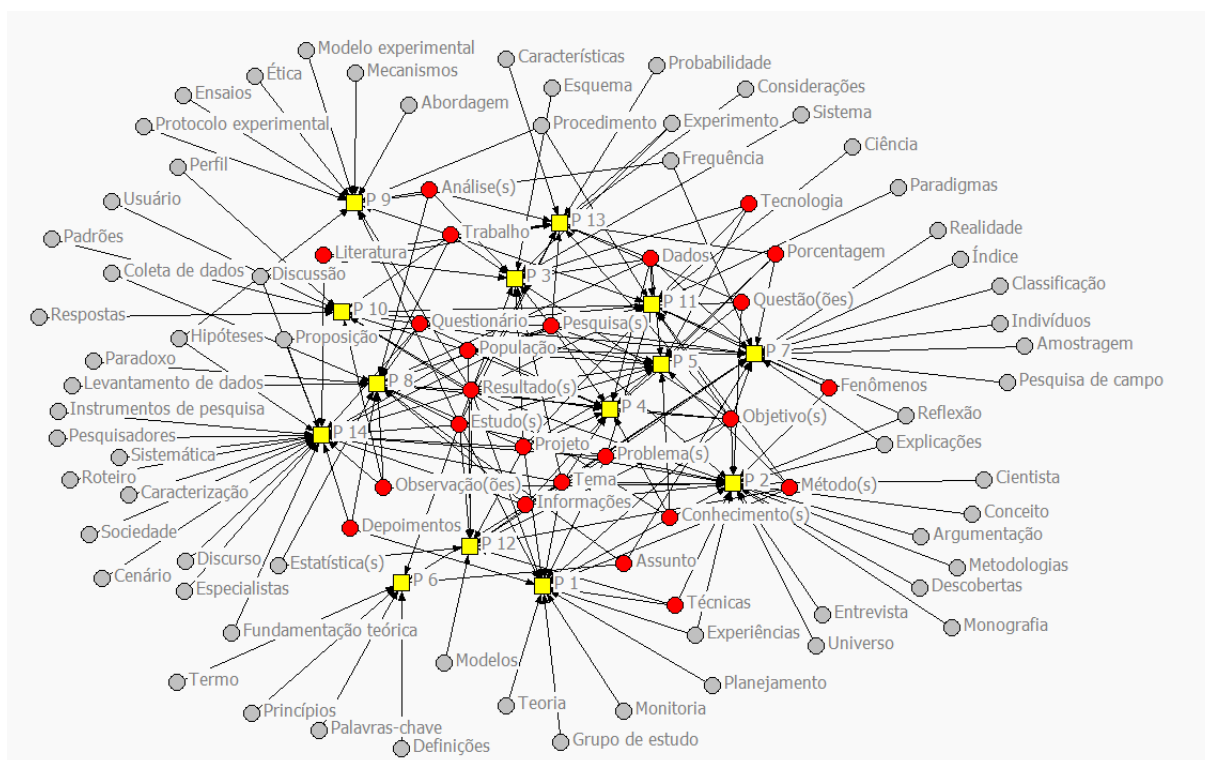 Modelo experimental
Características
Probabilidade
Ética
Mecanismos
Esquema
Considerações
Ensaios
Abordagem
Sistema
Protocolo experimental
Procedimento
Experimento
Ciência
Perfil
Frequência
Análise(s)
Paradigmas
Usuário
P 9
Tecnologia
P 13
Realidade
Padrões
Trabalho
Literatura
Dados
Porcentagem
Índice
Coleta de dados
Discussão
P 3
Classificação
Respostas
P 10
P 11
Questão(ões)
Hipóteses
Proposição
Questionário
Pesquisa(s)
Indivíduos
Paradoxo
População
P 5
P 7
Amostragem
Levantamento de dados
P 8
Resultado(s)
Fenômenos
Pesquisa de campo
Instrumentos de pesquisa
Estudo(s)
P 4
Objetivo(s)
Reflexão
Pesquisadores
P 14
Projeto
Problema(s)
Explicações
Sistemática
Roteiro
Caracterização
Observação(ões)
Tema
P 2
Método(s)
Cientista
Informações
Conhecimento(s)
Conceito
Sociedade
Depoimentos
Argumentação
Discurso
Estatística(s)
P 12
Assunto
Metodologias
Cenário
Especialistas
P 6
P 1
Descobertas
Técnicas
Entrevista
Fundamentação teórica
Experiências
Universo
Monografia
Modelos
Termo
Planejamento
Princípios
Teoria
Monitoria
Palavras-chave
Definições
Grupo de estudo